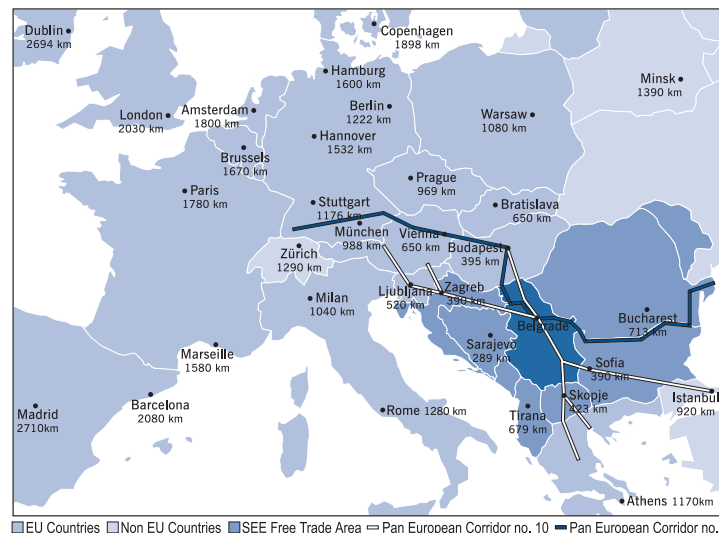 Dublin
2694 km
Copenhagen
1898 km
Hamburg
1600 km
Minsk
1390 km
Berlin
1222 km
London
2030 km
Amsterdam
1800 km
Warsaw
1080 km
Hannover
1532 km
Brussels
1670 km
Prague
969 km
Paris
1780 km
Stuttgart
1176 km
Bratislava
650 km
München
988 km
Vienna
650 km
Budapest
395 km
Zürich
1290 km
Ljubljana
520 km
Zagreb
390 km
Milan
1040 km
Belgrade
Bucharest
713 km
Sarajevo
289 km
Marseille
1580 km
Sofia
390 km
Barcelona
2080 km
Skopje
423 km
Istanbul
920 km
Madrid
2710km
Rome 1280 km
Tirana
679 km
Athens 1170km
EU Countries Non EU Countries SEE Free Trade Area Pan European Corridor no. 10 Pan European Corridor no.